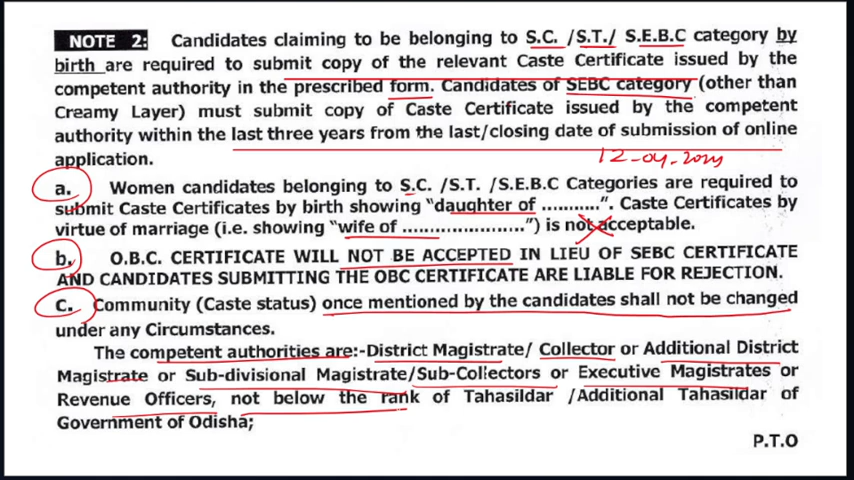 NOTE 2: Candidates claiming to be belonging to S.C. /S.T./ S.E.B.C category by
birth are required to submit copy of the relevant Caste Certificate issued by the
competent authority in the prescribed form. Candidates of SEBC category (other than
Creamy Layer) must submit copy of Caste Certificate issued by the competent
authority within the last three years from the last/closing date of submission of online
application.
a. Women candidates belonging to S.C. /S.T. /S.E.B.C Categories are required to
submit Caste Certificates by birth showing “daughter of ..........”. Caste Certificates by
virtue of marriage (i.e. showing “wife of ......................”) is not acceptable.
b. O.B.C. CERTIFICATE WILL NOT BE ACCEPTED IN LIEU OF SEBC CERTIFICATE
AND CANDIDATES SUBMITTING THE OBC CERTIFICATE ARE LIABLE FOR REJECTION.
C. Community (Caste status) once mentioned by the candidates shall not be changed
under any Circumstances.
The competent authorities are:-District Magistrate/ Collector or Additional District
Magistrate or Sub-divisional Magistrate/Sub-Collectors or Executive Magistrates or
Revenue Officers, not below the rank of Tahasildar /Additional Tahasildar of
Government of Odisha;
P.T.O